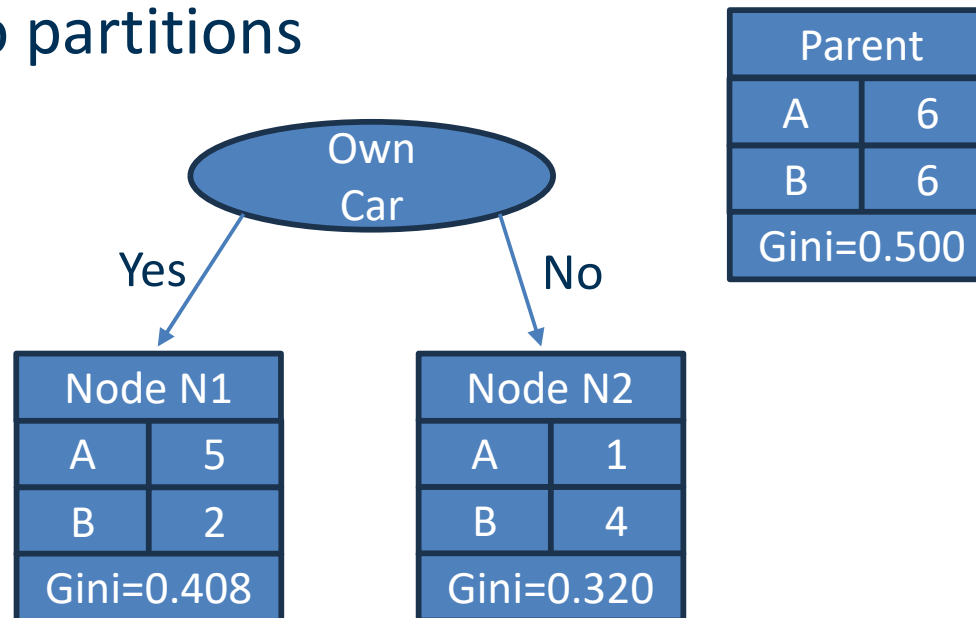 partitions
Parent
A 6
B 6
Gini=0.500
Own
Car
Yes
No
Node N1
A 5
B 2
Gini=0.408
Node N2
A 1
B 4
Gini=0.320